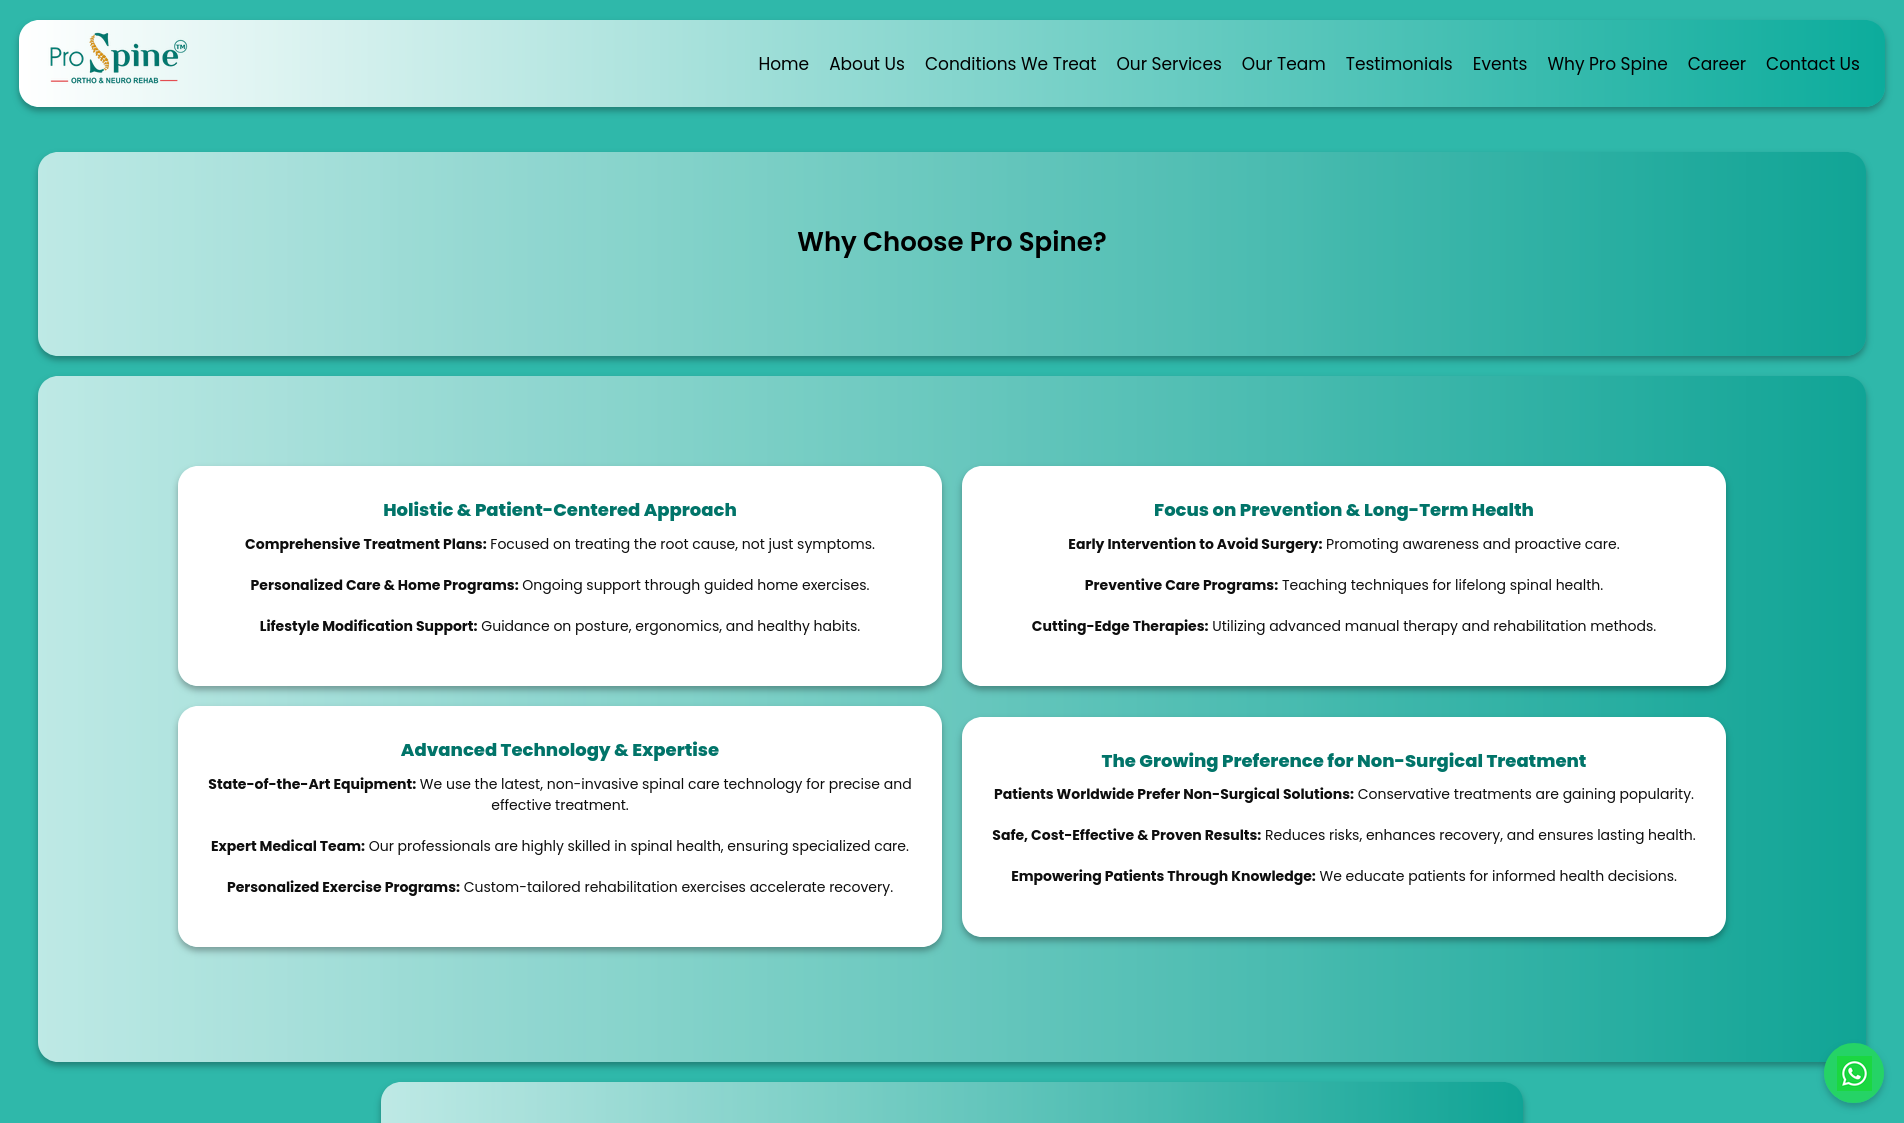 Pro Spine TM
ORTHO & NEURO REHAB
Home About Us Conditions We Treat Our Services Our Team Testimonials Events Why Pro Spine Career Contact Us
Why Choose Pro Spine?
Holistic & Patient-Centered Approach
Comprehensive Treatment Plans: Focused on treating the root cause, not just symptoms.
Personalized Care & Home Programs: Ongoing support through guided home exercises.
Lifestyle Modification Support: Guidance on posture, ergonomics, and healthy habits.
Focus on Prevention & Long-Term Health
Early Intervention to Avoid Surgery: Promoting awareness and proactive care.
Preventive Care Programs: Teaching techniques for lifelong spinal health.
Cutting-Edge Therapies: Utilizing advanced manual therapy and rehabilitation methods.
Advanced Technology & Expertise
State-of-the-Art Equipment: We use the latest, non-invasive spinal care technology for precise and
effective treatment.
Expert Medical Team: Our professionals are highly skilled in spinal health, ensuring specialized care.
Personalized Exercise Programs: Custom-tailored rehabilitation exercises accelerate recovery.
The Growing Preference for Non-Surgical Treatment
Patients Worldwide Prefer Non-Surgical Solutions: Conservative treatments are gaining popularity.
Safe, Cost-Effective & Proven Results: Reduces risks, enhances recovery, and ensures lasting health.
Empowering Patients Through Knowledge: We educate patients for informed health decisions.